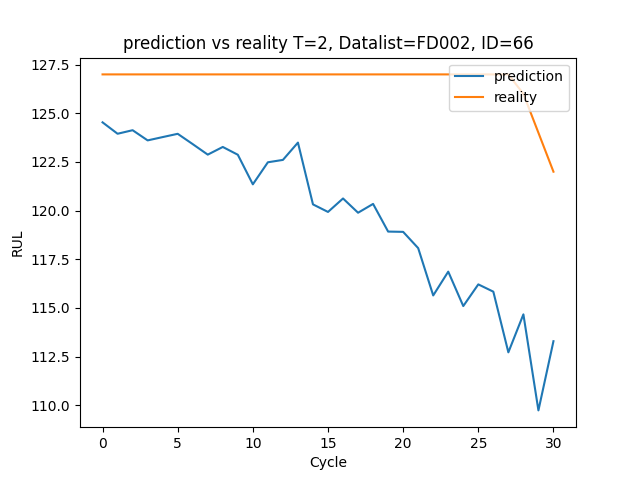 prediction vs reality T=2, Datalist=FD002, ID=66
127.5
125.0
122.5
120.0
117.5
115.0
112.5
110.0
RUL
prediction
reality
0 5 10 15 20 25 30
Cycle